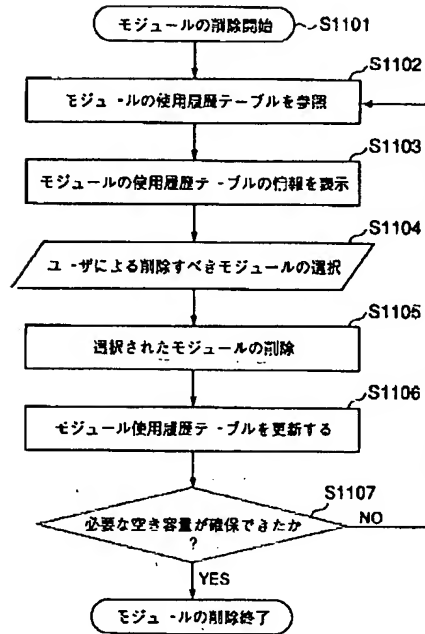 モジュールの削除開始
S1101
S1102
モジュールの使用履歴テーブルを参照
S1103
モジュールの使用履歴テーブルの情報を表示
S1104
ユーザによる削除すべきモジュールの選択
S1105
選択されたモジュールの削除
S1106
モジュール使用履歴テーブルを更新する
S1107
必要な空き容量が確保できたか
?
NO
YES
モジュールの削除終了